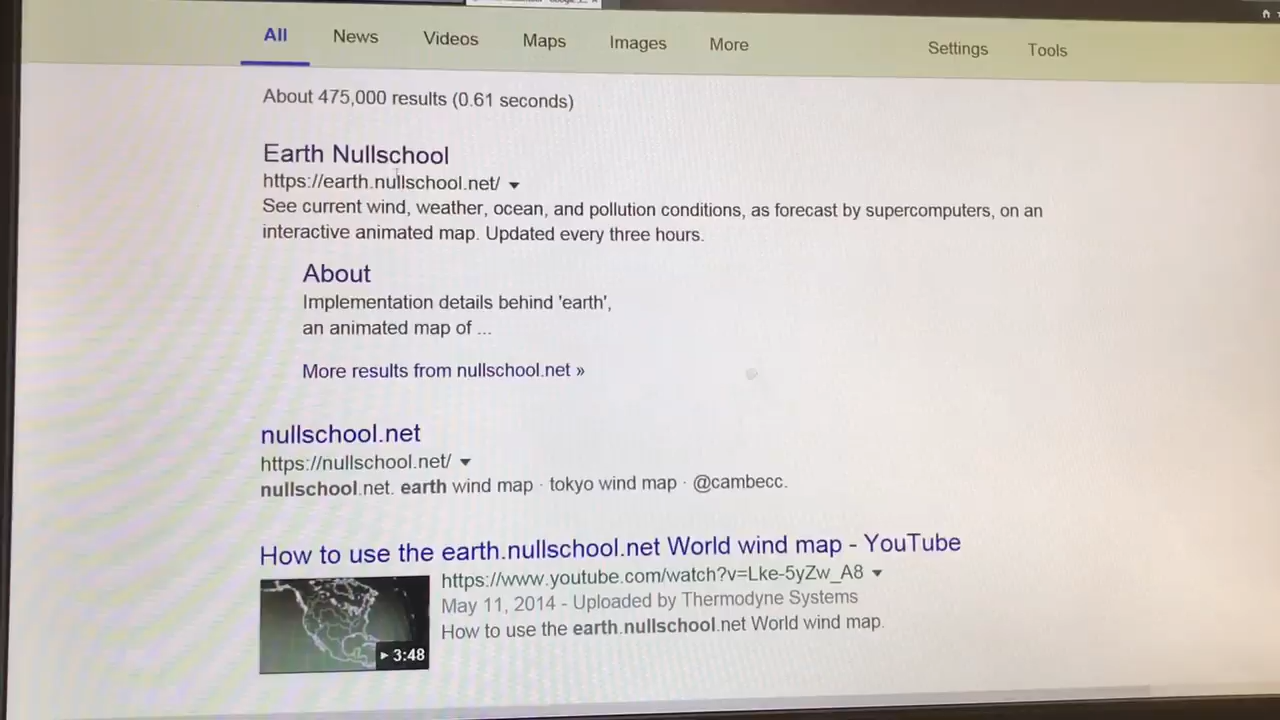 All News Videos Maps Images More Settings Tools
About 475,000 results (0.61 seconds)
Earth Nullschool
https://earth.nullschool.net/
See current wind, weather, ocean, and pollution conditions, as forecast by supercomputers, on an
interactive animated map. Updated every three hours.
About
Implementation details behind 'earth',
an animated map of ...
More results from nullschool.net »
nullschool.net
https://nullschool.net/
nullschool.net. earth wind map · tokyo wind map · @cambecc.
How to use the earth.nullschool.net World wind map - YouTube
https://www.youtube.com/watch?v=Lke-5yZw_A8
May 11, 2014 - Uploaded by Thermodyne Systems
How to use the earth.nullschool.net World wind map.
3:48